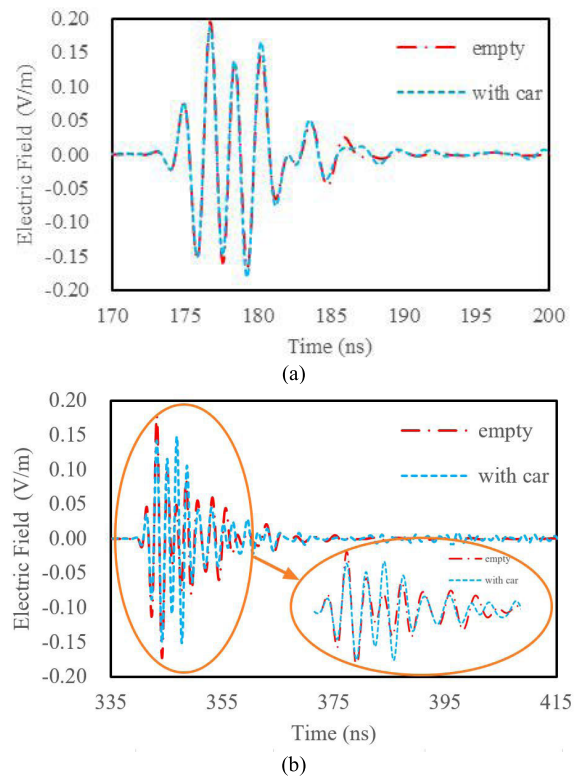 0.20
0.15
0.10
0.05
0.00
-0.05
-0.10
-0.15
-0.20
Electric Field (V/m)
empty
with car
170 175 180 185 190 195 200
Time (ns)
(a)
0.20
0.15
0.10
0.05
0.00
-0.05
-0.10
-0.15
-0.20
Electric Field (V/m)
empty
with car
empty
with car
335 355 375 395 415
Time (ns)
(b)